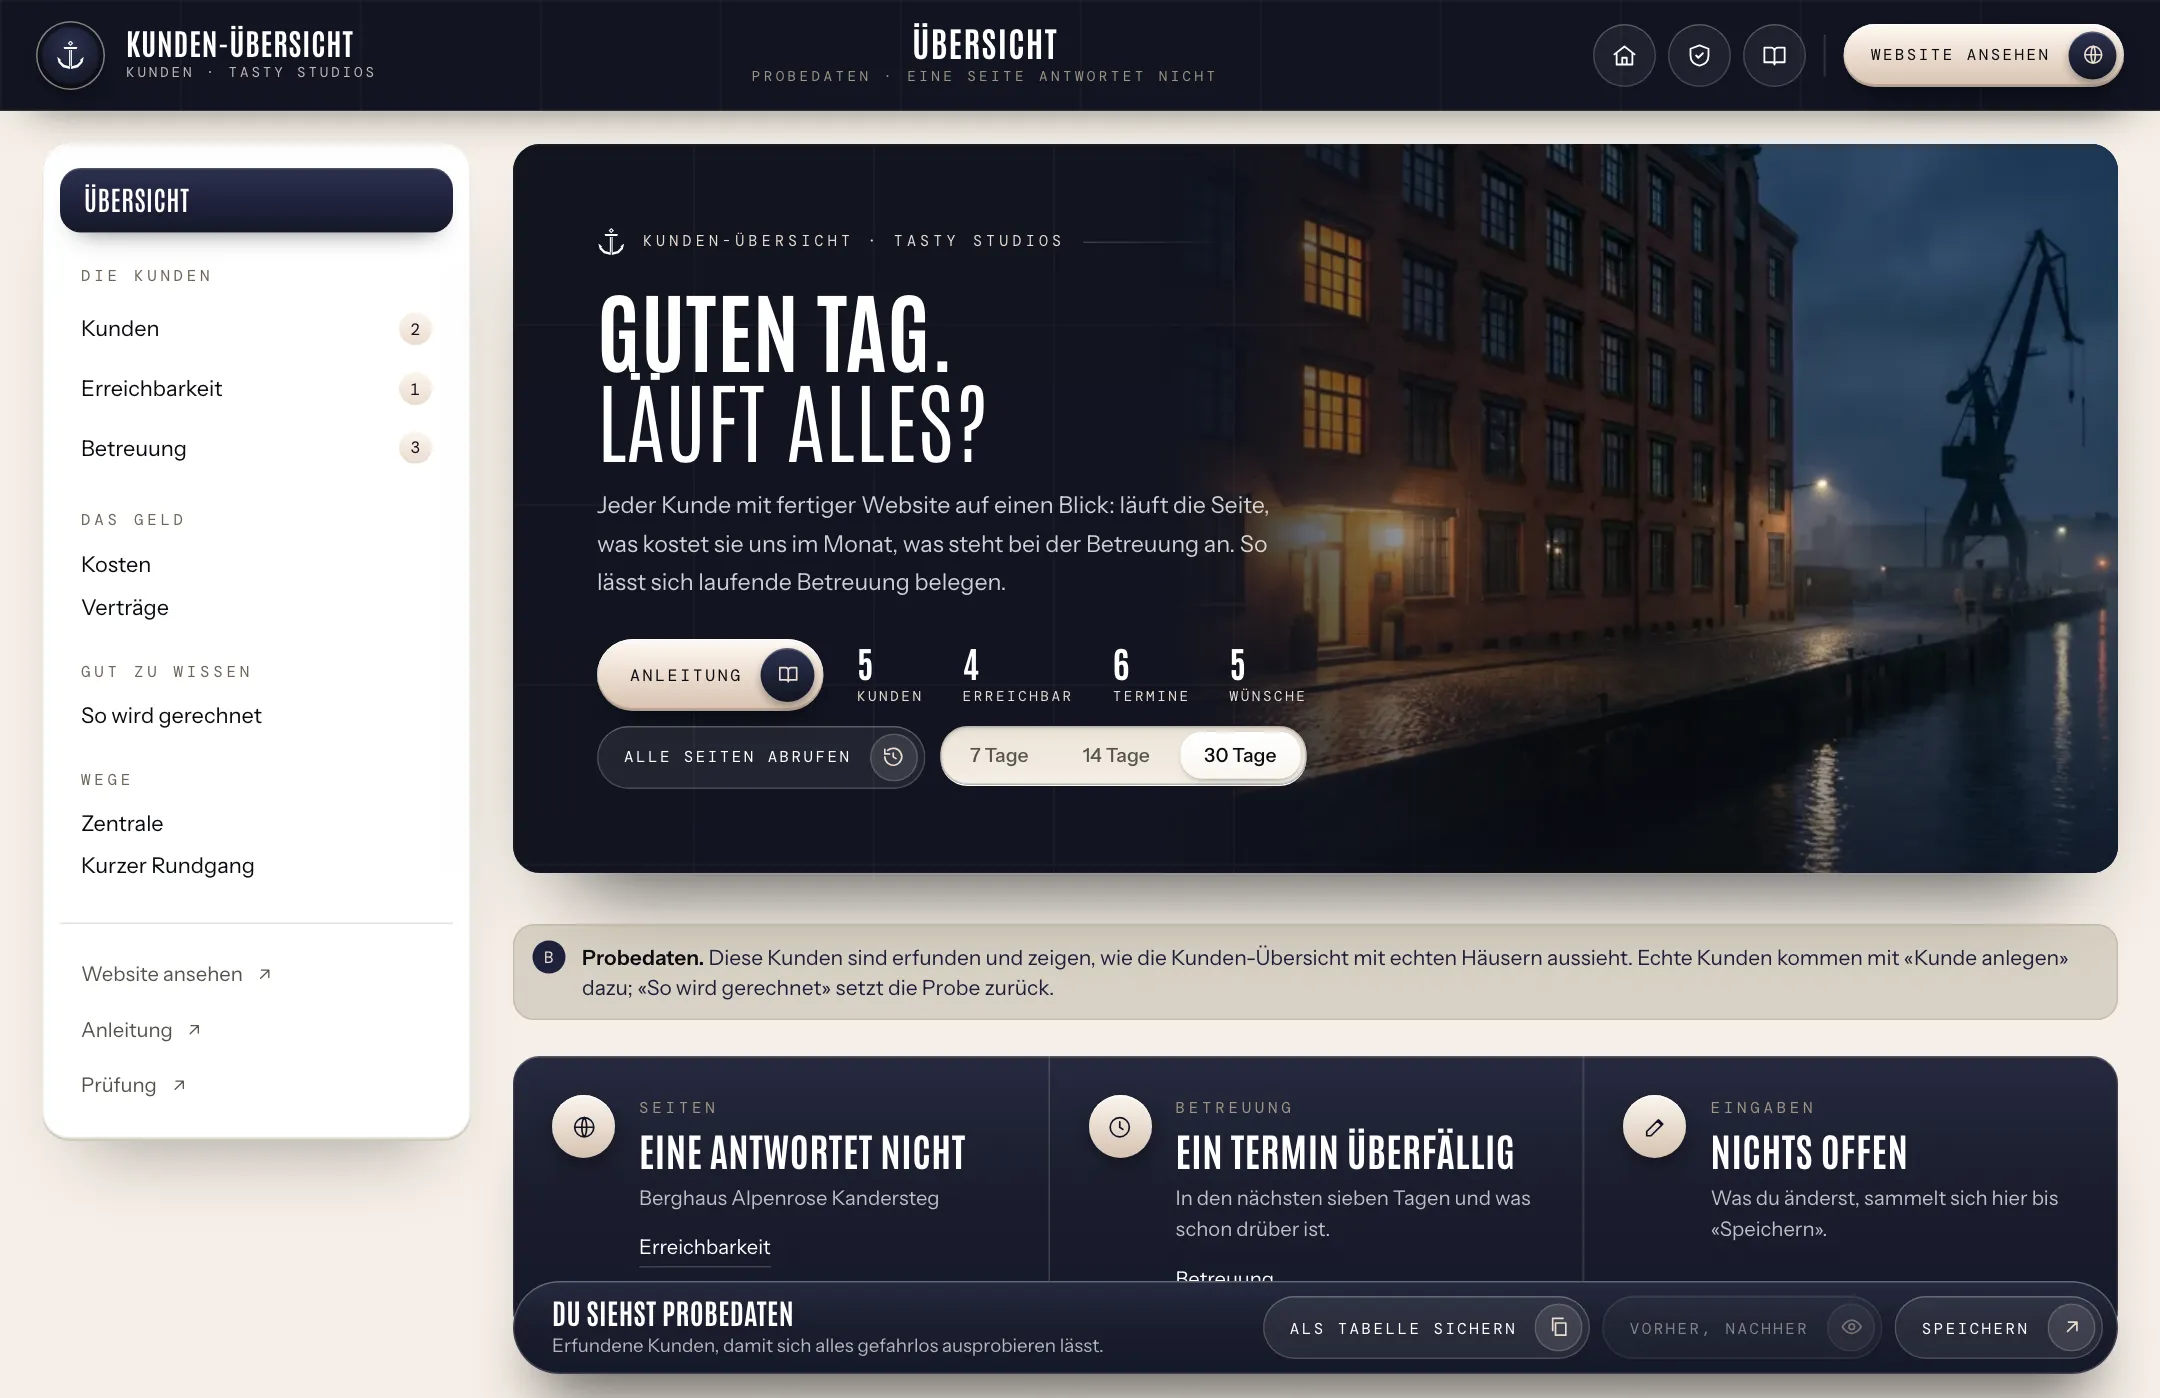 KUNDEN-ÜBERSICHT
KUNDEN · TASTY STUDIOS
ÜBERSICHT
PROBEDATEN · EINE SEITE ANTWORTET NICHT
WEBSITE ANSEHEN
ÜBERSICHT
DIE KUNDEN
Kunden 2
Erreichbarkeit 1
Betreuung 3
DAS GELD
Kosten
Verträge
GUT ZU WISSEN
So wird gerechnet
WEGE
Zentrale
Kurzer Rundgang
Website ansehen
Anleitung
Prüfung
KUNDEN-ÜBERSICHT · TASTY STUDIOS
GUTEN TAG.
LÄUFT ALLES?
Jeder Kunde mit fertiger Website auf einen Blick: läuft die Seite,
was kostet sie uns im Monat, was steht bei der Betreuung an. So
lässt sich laufende Betreuung belegen.
ANLEITUNG
5 KUNDEN
4 ERREICHBAR
6 TERMINE
5 WÜNSCHE
ALLE SEITEN ABRUFEN
7 Tage 14 Tage 30 Tage
B Probedaten. Diese Kunden sind erfunden und zeigen, wie die Kunden-Übersicht mit echten Häusern aussieht. Echte Kunden kommen mit «Kunde anlegen»
dazu; «So wird gerechnet» setzt die Probe zurück.
SEITEN
EINE ANTWORTET NICHT
Berghaus Alpenrose Kandersteg
Erreichbarkeit
BETREUUNG
EIN TERMIN ÜBERFÄLLIG
In den nächsten sieben Tagen und was
schon drüber ist.
Betreuung
EINGABEN
NICHTS OFFEN
Was du änderst, sammelt sich hier bis
«Speichern».
DU SIEHST PROBEDATEN
Erfundene Kunden, damit sich alles gefahrlos ausprobieren lässt.
ALS TABELLE SICHERN
VORHER, NACHHER
SPEICHERN